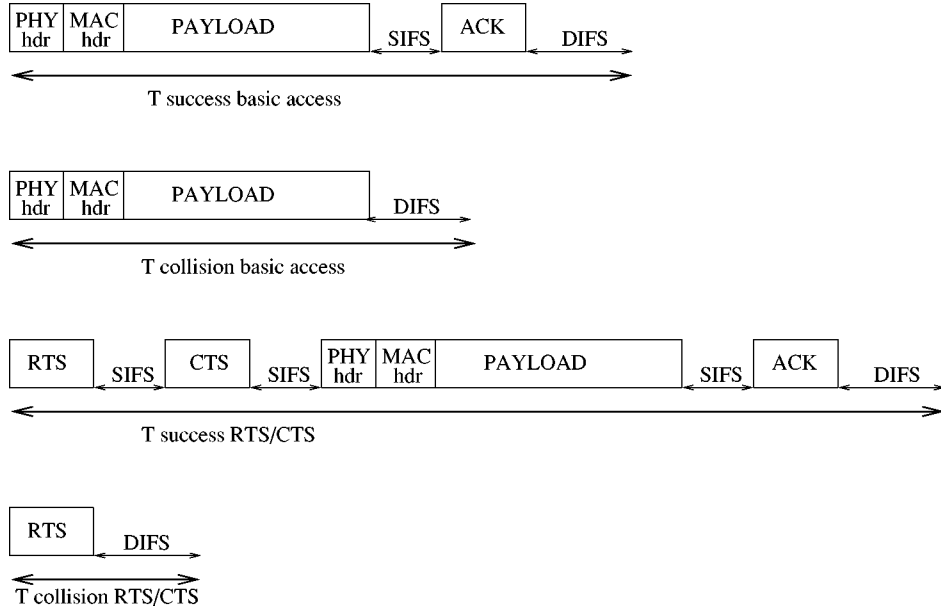 PHY MAC PAYLOAD ACK
hdr hdr SIFS DIFS
T success basic access
PHY MAC PAYLOAD
hdr hdr DIFS
T collision basic access
RTS CTS PHY MAC PAYLOAD ACK
SIFS SIFS hdr hdr SIFS DIFS
T success RTS/CTS
RTS
DIFS
T collision RTS/CTS